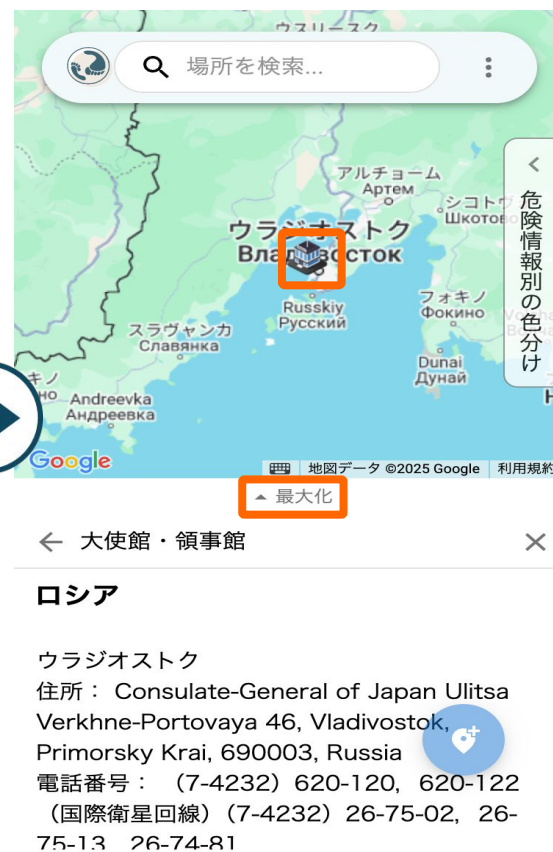 ウスリースク
場所を検索...
アルチョーム
Артем
シコトヴ
Шкотов
危険情報別の色分け
ウラジオストク
Владивосток
Russkiy
Русский
フォキノ
Фокино
スラヴャンカ
Славянка
Dunai
Дунай
キノ
но
Andreevka
Андреевка
Google
地図データ ©2025 Google
利用規約
最大化
← 大使館・領事館
ロシア
ウラジオストク
住所： Consulate-General of Japan Ulitsa
Verkhne-Portovaya 46, Vladivostok,
Primorsky Krai, 690003, Russia
電話番号： （7-4232）620-120，620-122
（国際衛星回線）(7-4232）26-75-02，26-
75-13，26-74-81